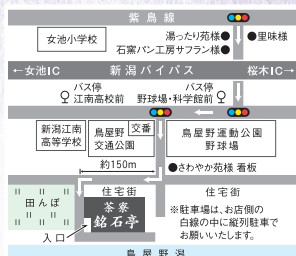 紫鳥線
女池小学校
湯ったり苑様
里味様
石窯パン工房サフラン様
←女池IC
新潟バイパス
桜木IC→
バス停
江南高校前
バス停
野球場・科学館前
新潟江南
高等学校
鳥屋野
交通公園
交番
鳥屋野運動公園
野球場
約150m
さわやか苑様 看板
住宅街
住宅街
田んぼ
茶寮
銘石亭
入口
※駐車場は、お店側の
白線の中に縦列駐車で
お願いいたします。
鳥屋野潟